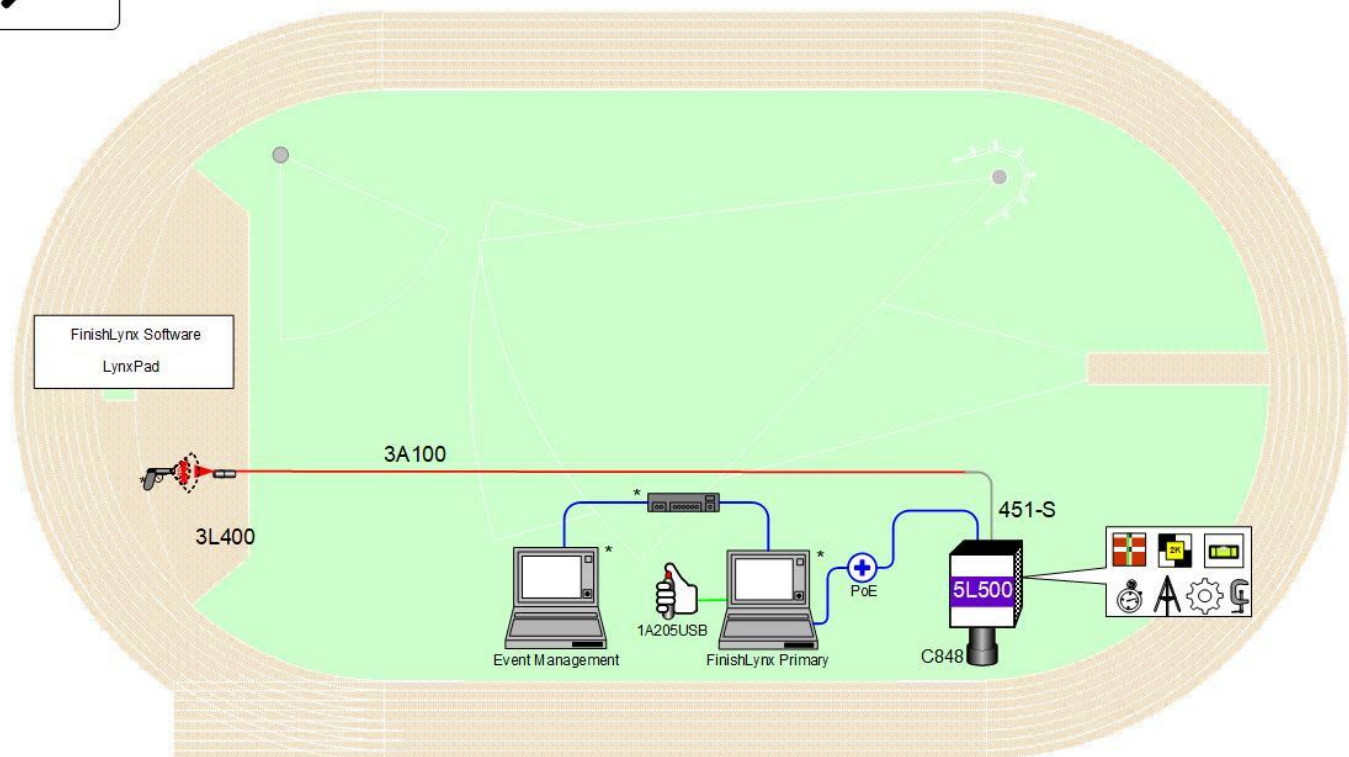 FinishLynx Software
LynxPad
3A100
3L400
*
*
*
*
451-S
2K
5L500
PoE
1A205USB
C848
Event Management
FinishLynx Primary